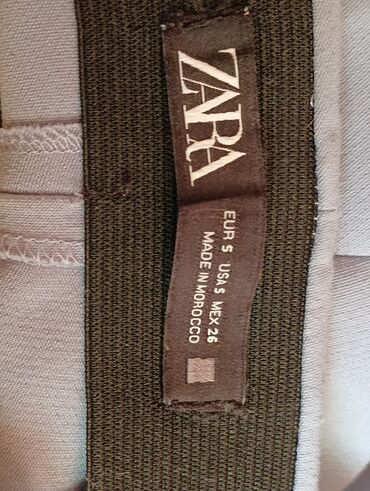 ZARA
EUR S USA S MEX 26
MADE IN MOROCCO